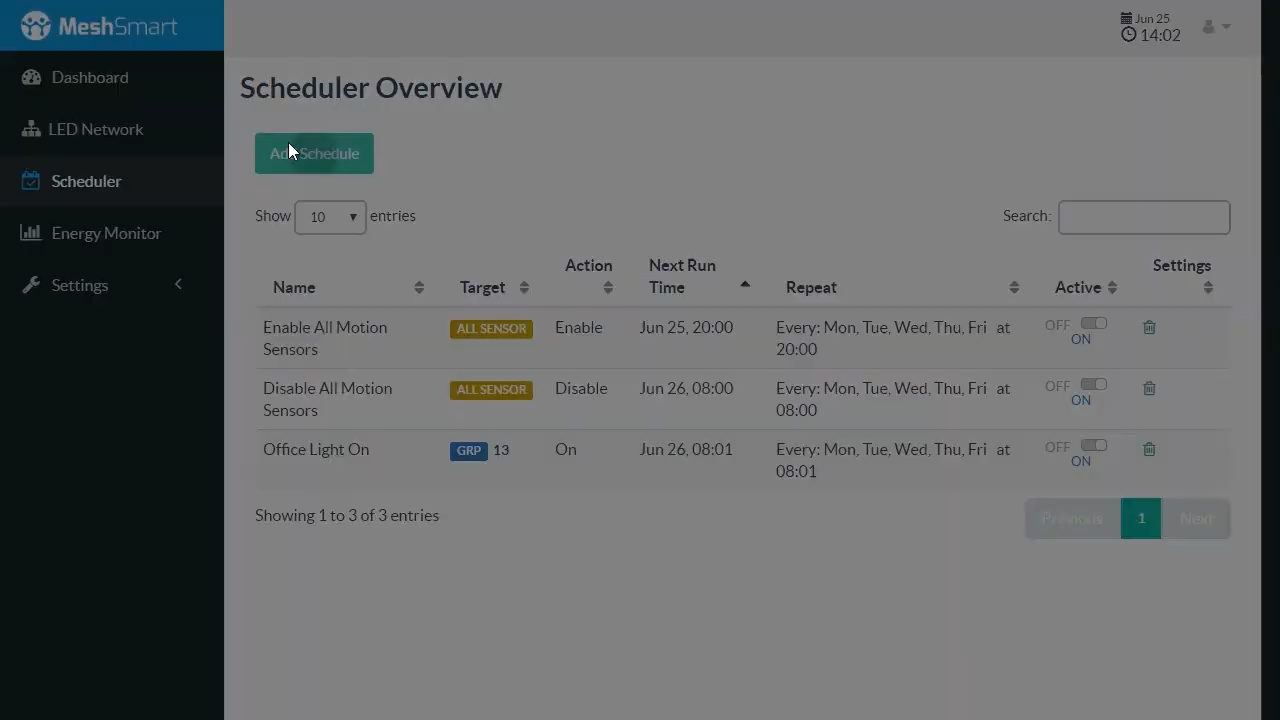 MeshSmart
Jun 25
14:02
Dashboard
LED Network
Scheduler
Energy Monitor
Settings
Scheduler Overview
Add Schedule
Show 10 entries
Search:
Name Target Action Next Run Time Repeat Active Settings
Enable All Motion Sensors ALL SENSOR Enable Jun 25, 20:00 Every: Mon, Tue, Wed, Thu, Fri at 20:00 OFF ON
Disable All Motion Sensors ALL SENSOR Disable Jun 26, 08:00 Every: Mon, Tue, Wed, Thu, Fri at 08:00 OFF ON
Office Light On GRP 13 On Jun 26, 08:01 Every: Mon, Tue, Wed, Thu, Fri at 08:01 OFF ON
Showing 1 to 3 of 3 entries
Previous 1 Next